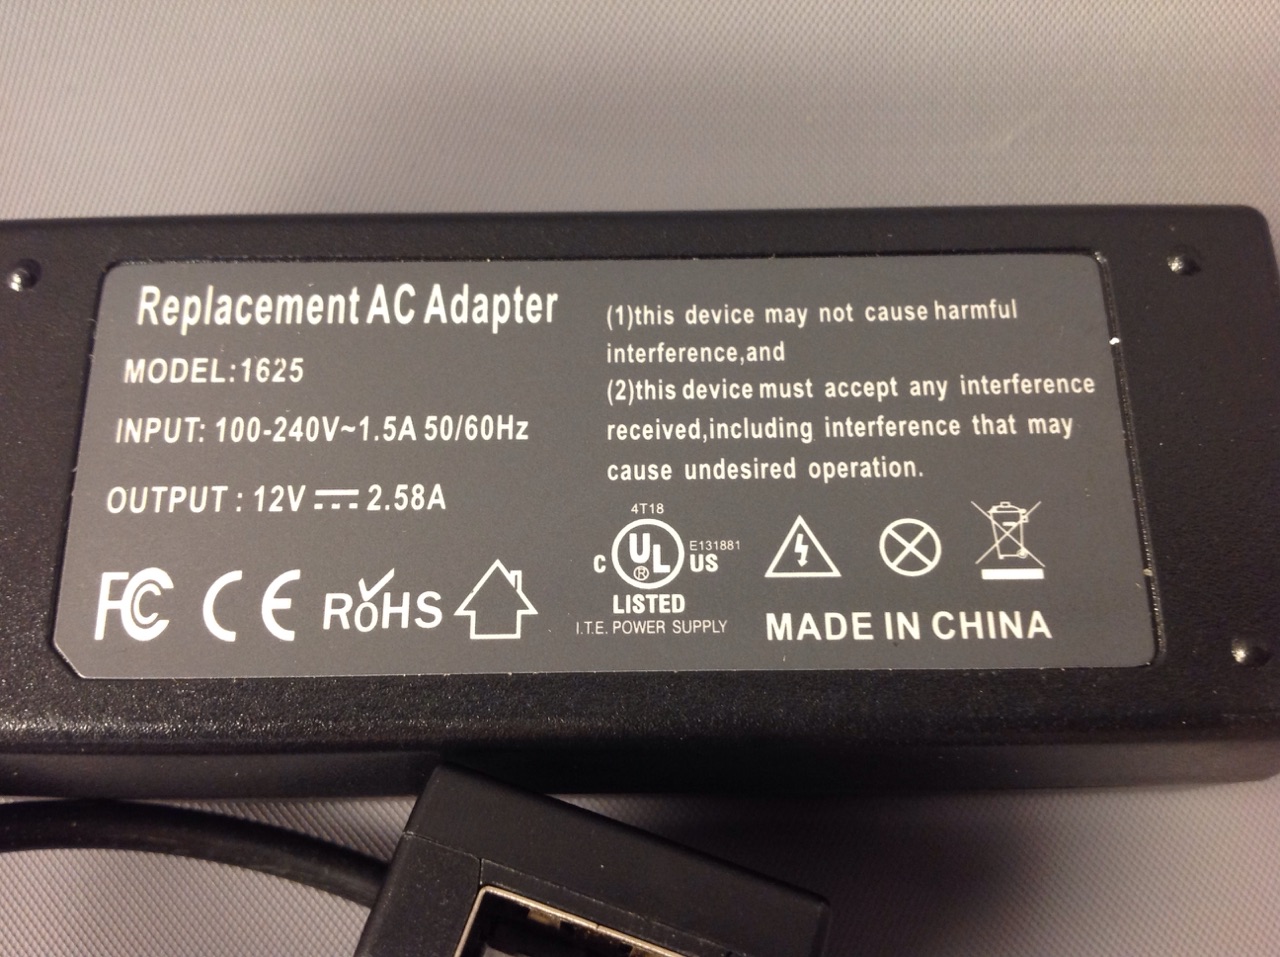 Replacement AC Adapter
MODEL:1625
INPUT: 100-240V~1.5A 50/60Hz
OUTPUT : 12V⎓2.58A
FC CE RoHS
(1)this device may not cause harmful
interference,and
(2)this device must accept any interference
received,including interference that may
cause undesired operation.
4T18
C UL ® US E131881
LISTED
I.T.E. POWER SUPPLY
MADE IN CHINA